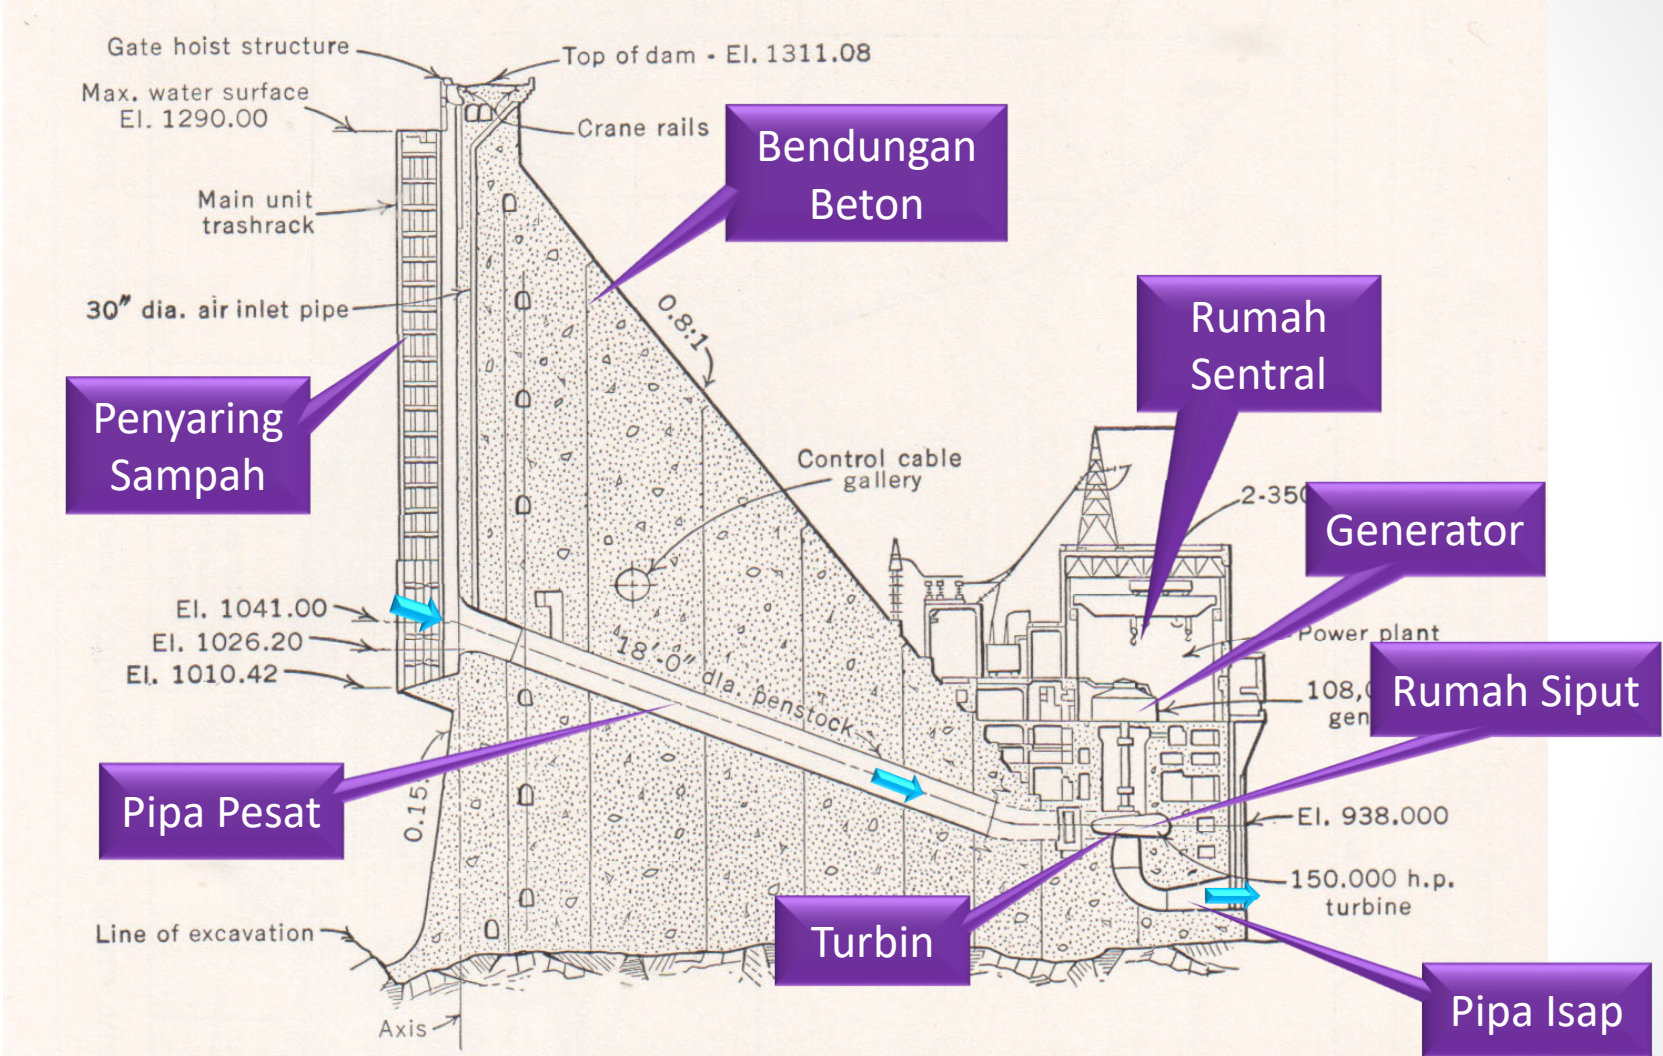 Gate hoist structure
Top of dam - El. 1311.08
Max. water surface
El. 1290.00
Crane rails
Bendungan
Beton
Main unit
trashrack
30" dia. air inlet pipe
0.8:1
Rumah
Sentral
Penyaring
Sampah
Control cable
gallery
2-350
Generator
El. 1041.00
El. 1026.20
El. 1010.42
18'-0" dia. penstock
Power plant
108,
gen
Rumah Siput
Pipa Pesat
0.15:
El. 938.000
150.000 h.p.
turbine
Line of excavation
Turbin
Pipa Isap
Axis